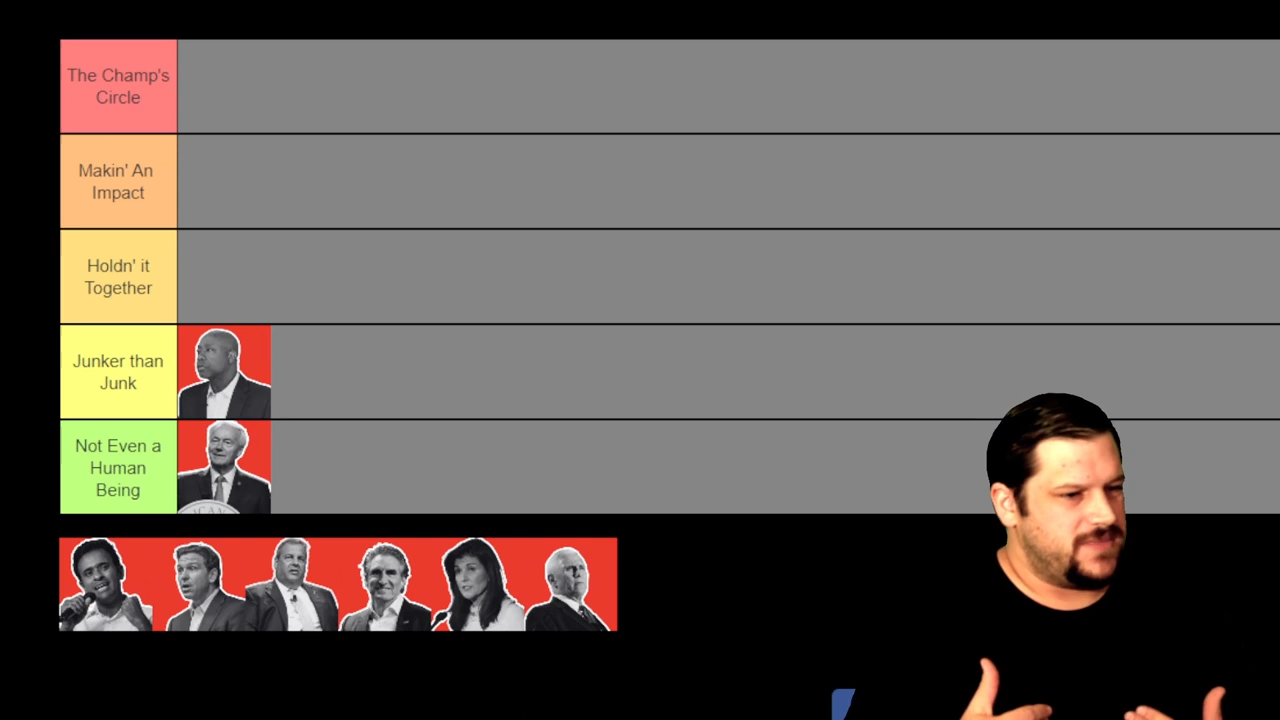 The Champ's
Circle
Makin' An
Impact
Holdn' it
Together
Junker than
Junk
Not Even a
Human
Being